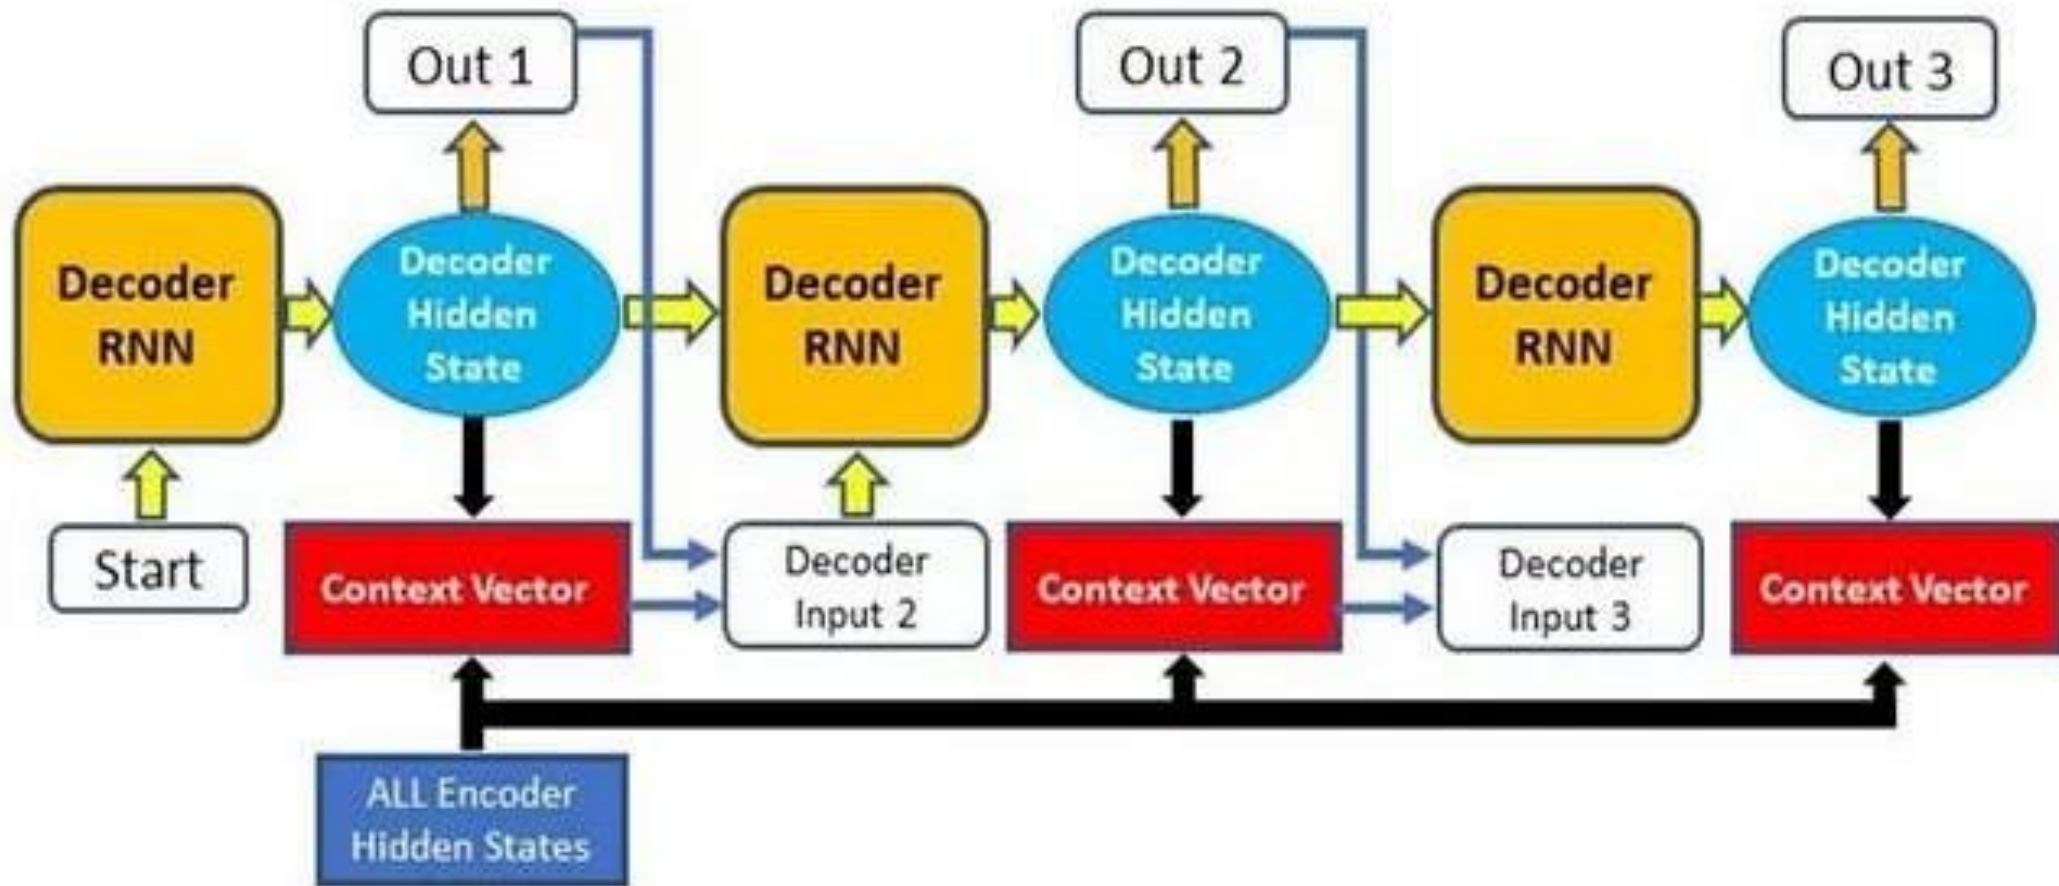 Out 1
Out 2
Out 3
Decoder
RNN
Decoder
Hidden
State
Decoder
RNN
Decoder
Hidden
State
Decoder
RNN
Decoder
Hidden
State
Start
Context Vector
Decoder
Input 2
Context Vector
Decoder
Input 3
Context Vector
ALL Encoder
Hidden States